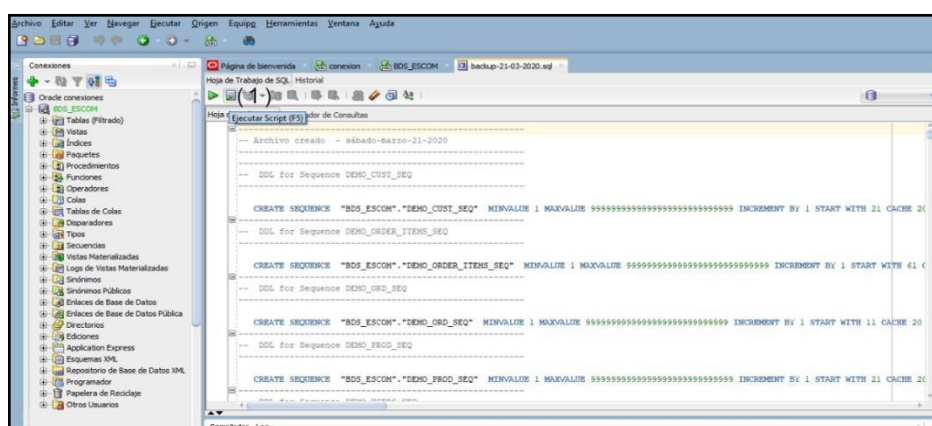 Archivo Editar Ver Navegar Ejecutar Origen Equipo Herramientas Ventana Ayuda
Conexiones
Página de bienvenida conexion BDS_ESCOM backup-21-03-2020.sql
Hoja de Trabajo de SQL Historial
(1)
Ejecutar Script (F5)
de Consultas
Informes
Oracle conexiones
BDS_ESCOM
Tablas (Filtrado)
Vistas
Índices
Paquetes
Procedimientos
Funciones
Operadores
Colas
Tablas de Colas
Disparadores
Tipos
Secuencias
Vistas Materializadas
Logs de Vistas Materializadas
Sinónimos
Sinónimos Públicos
Enlaces de Base de Datos
Enlaces de Base de Datos Pública
Directorios
Ediciones
Application Express
Esquemas XML
Repositorio de Base de Datos XML
Programador
Papelera de Reciclaje
Otros Usuarios
-- Archivo creado - sábado-marzo-21-2020
-- DDL for Sequence DEMO_CUST_SEQ
CREATE SEQUENCE "BDS_ESCOM"."DEMO_CUST_SEQ" MINVALUE 1 MAXVALUE 9999999999999999999999999999 INCREMENT BY 1 START WITH 21 CACHE 20
-- DDL for Sequence DEMO_ORDER_ITEMS_SEQ
CREATE SEQUENCE "BDS_ESCOM"."DEMO_ORDER_ITEMS_SEQ" MINVALUE 1 MAXVALUE 9999999999999999999999999999 INCREMENT BY 1 START WITH 61 C
-- DDL for Sequence DEMO_ORD_SEQ
CREATE SEQUENCE "BDS_ESCOM"."DEMO_ORD_SEQ" MINVALUE 1 MAXVALUE 9999999999999999999999999999 INCREMENT BY 1 START WITH 11 CACHE 20
-- DDL for Sequence DEMO_PROD_SEQ
CREATE SEQUENCE "BDS_ESCOM"."DEMO_PROD_SEQ" MINVALUE 1 MAXVALUE 9999999999999999999999999999 INCREMENT BY 1 START WITH 21 CACHE 20